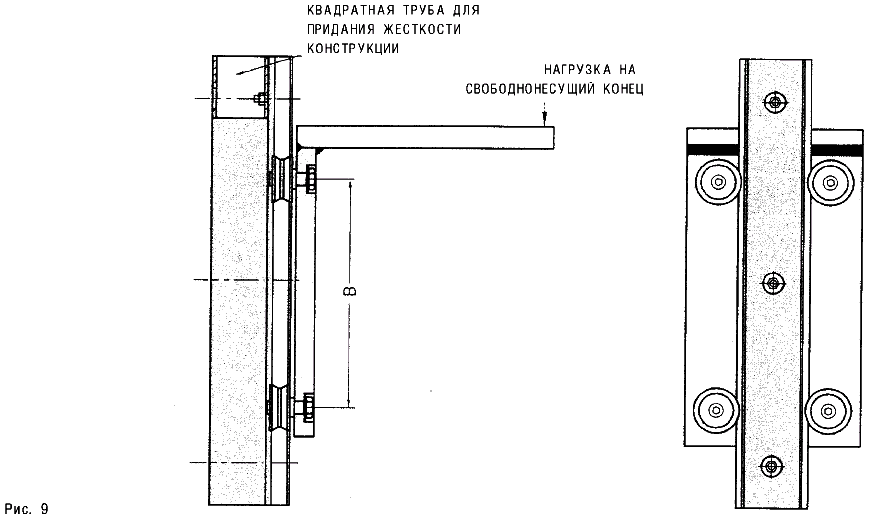 КВАДРАТНАЯ ТРУБА ДЛЯ
ПРИДАНИЯ ЖЕСТКОСТИ
КОНСТРУКЦИИ
НАГРУЗКА НА
СВОБОДНОНЕСУЩИЙ КОНЕЦ
B
Рис. 9